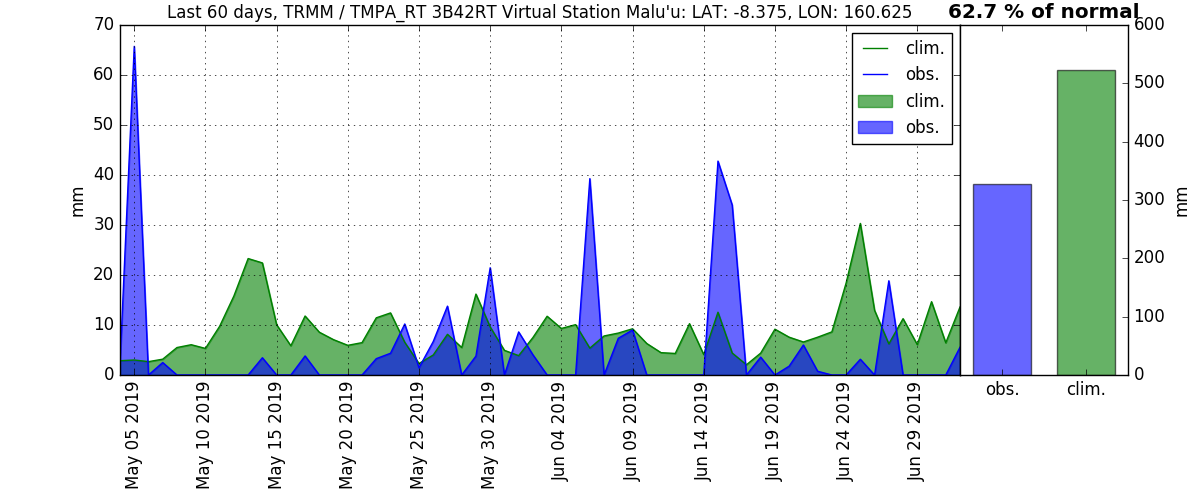 Last 60 days, TRMM / TMPA_RT 3B42RT Virtual Station Malu'u: LAT: -8.375, LON: 160.625
62.7 % of normal
70
60
50
40
30
20
10
0
mm
clim.
obs.
clim.
obs.
May 05 2019
May 10 2019
May 15 2019
May 20 2019
May 25 2019
May 30 2019
Jun 04 2019
Jun 09 2019
Jun 14 2019
Jun 19 2019
Jun 24 2019
Jun 29 2019
600
500
400
300
200
100
0
mm
obs.
clim.